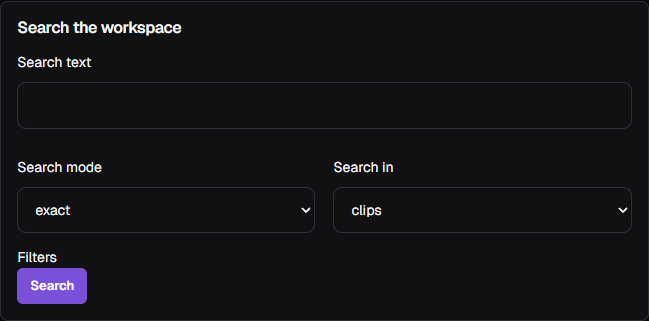 Search the workspace
Search text
Search mode Search in
exact clips
Filters
Search